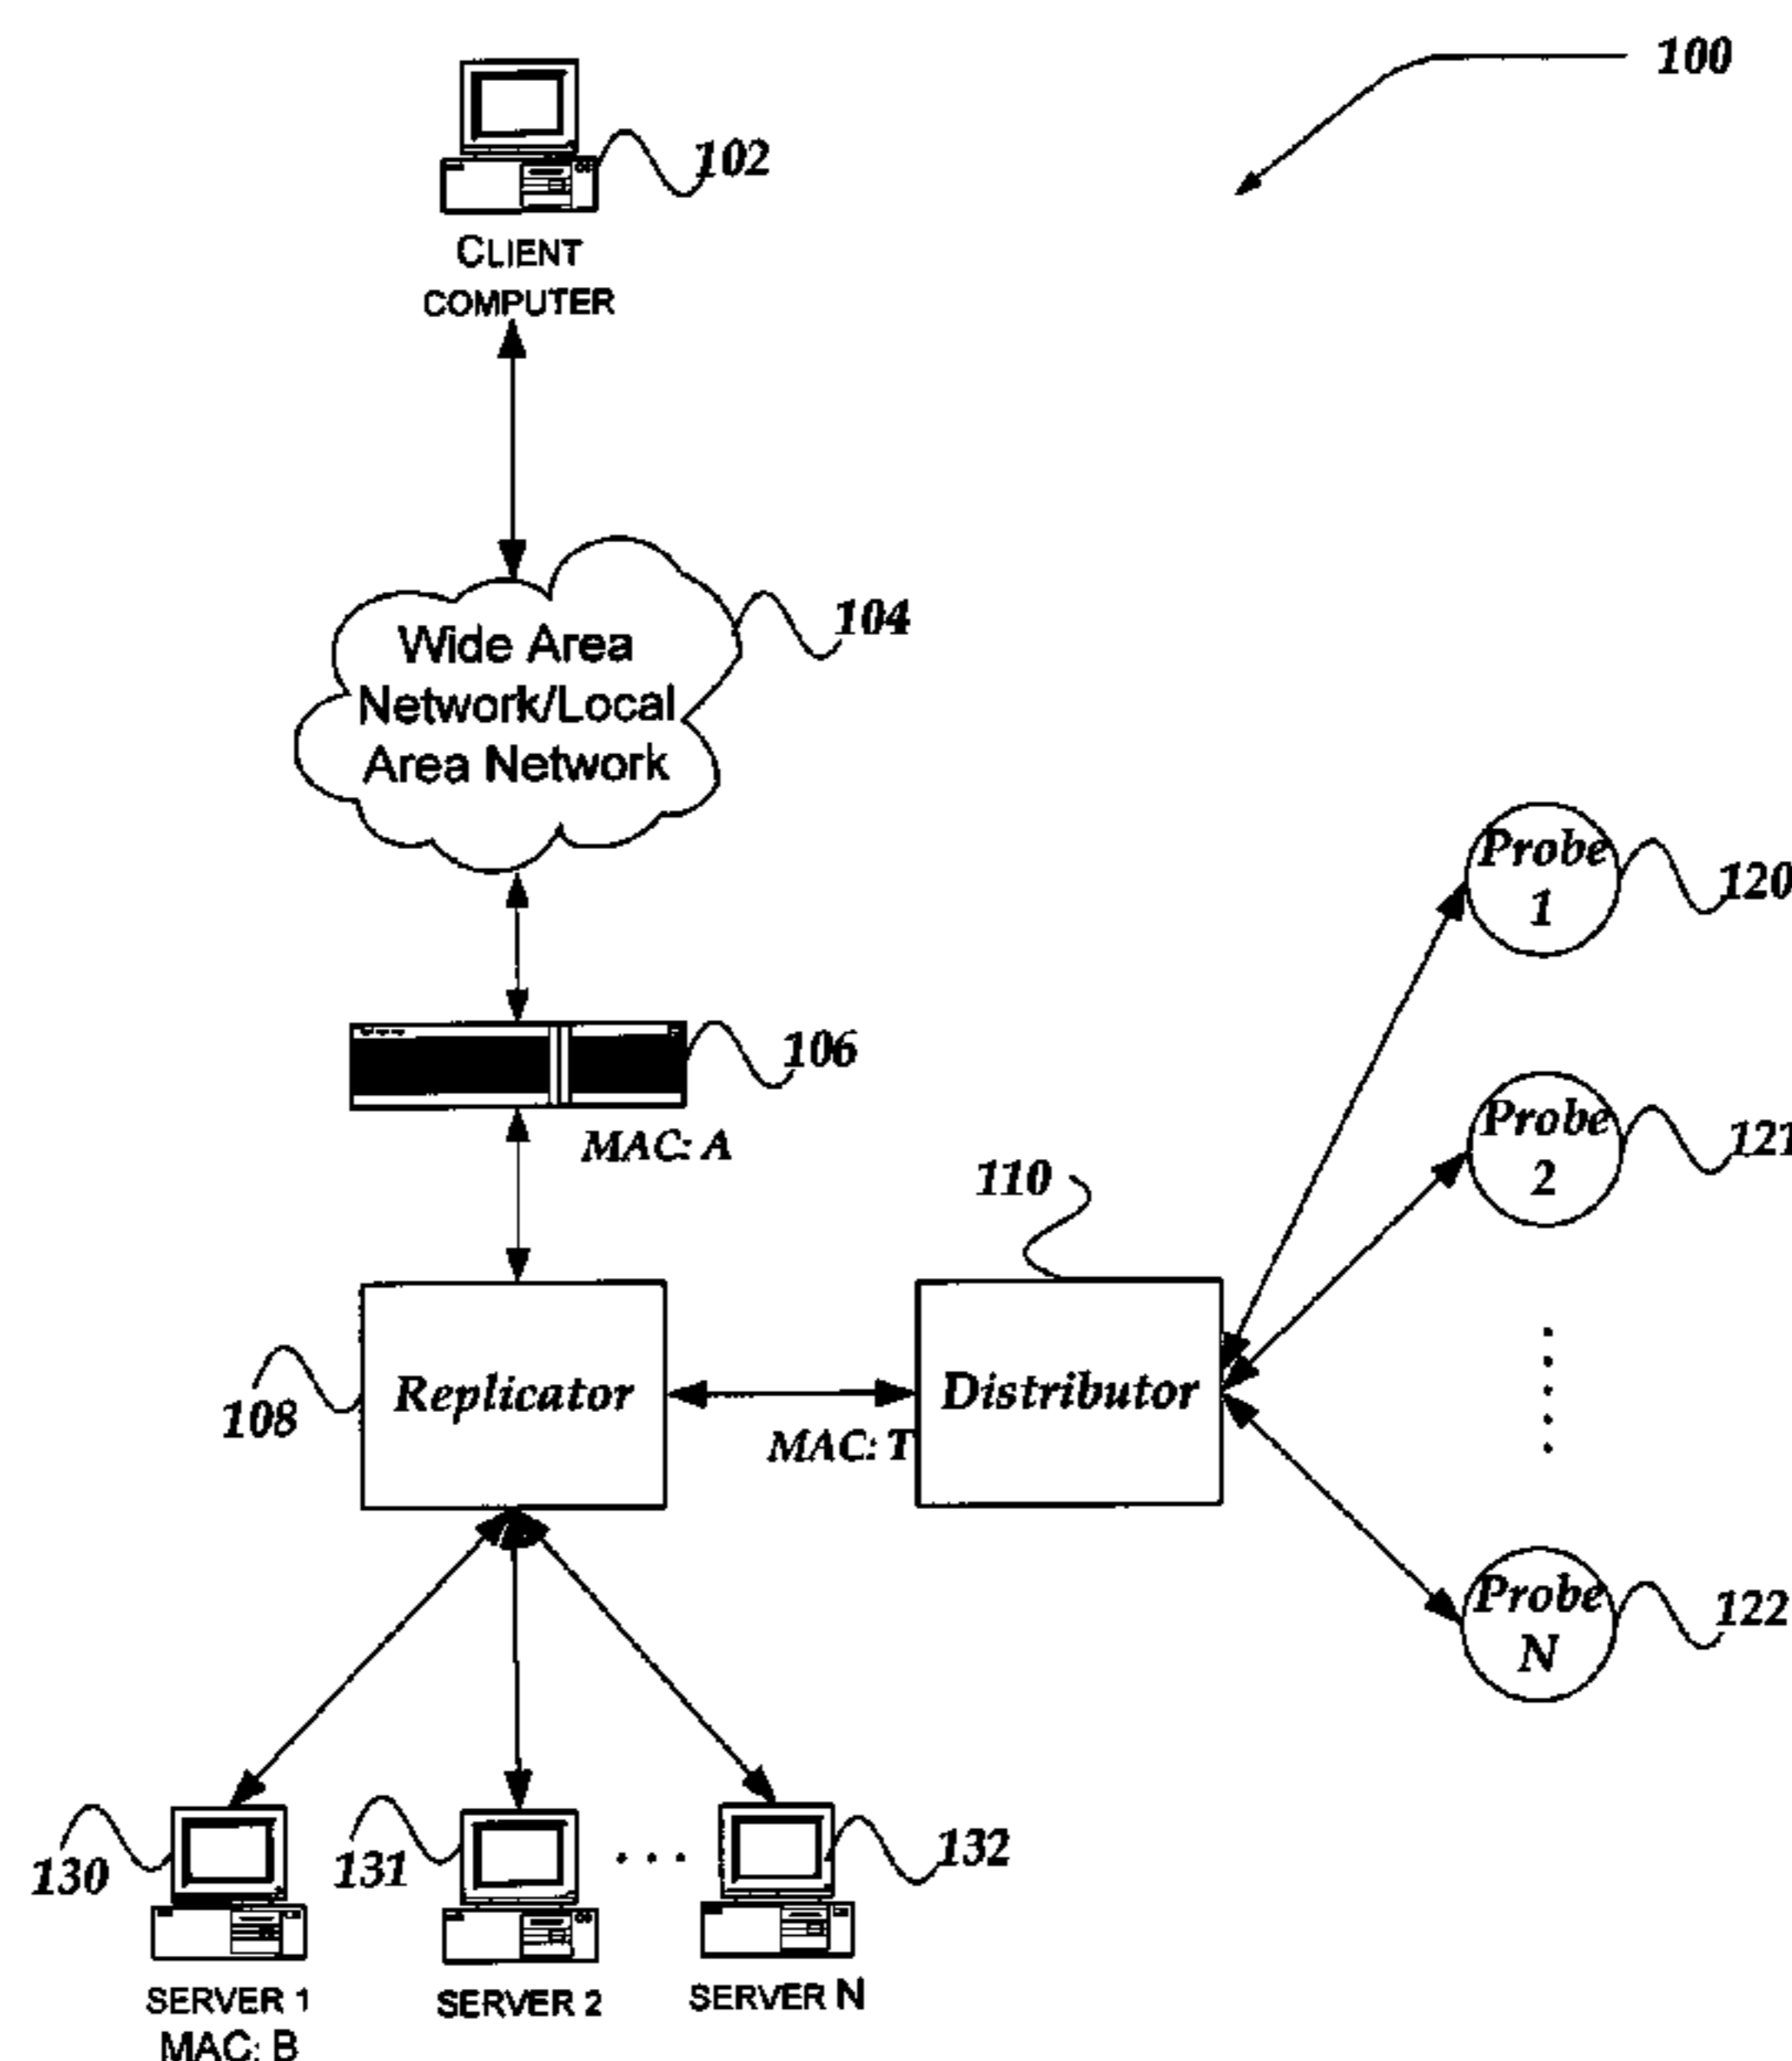 100
102
CLIENT
COMPUTER
104
Wide Area
Network/Local
Area Network
Probe
1
120
106
MAC: A
Probe
2
121
110
Replicator
Distributor
108
MAC: T
Probe
N
122
130
131
. . .
132
SERVER 1
MAC: B
SERVER 2
SERVER N